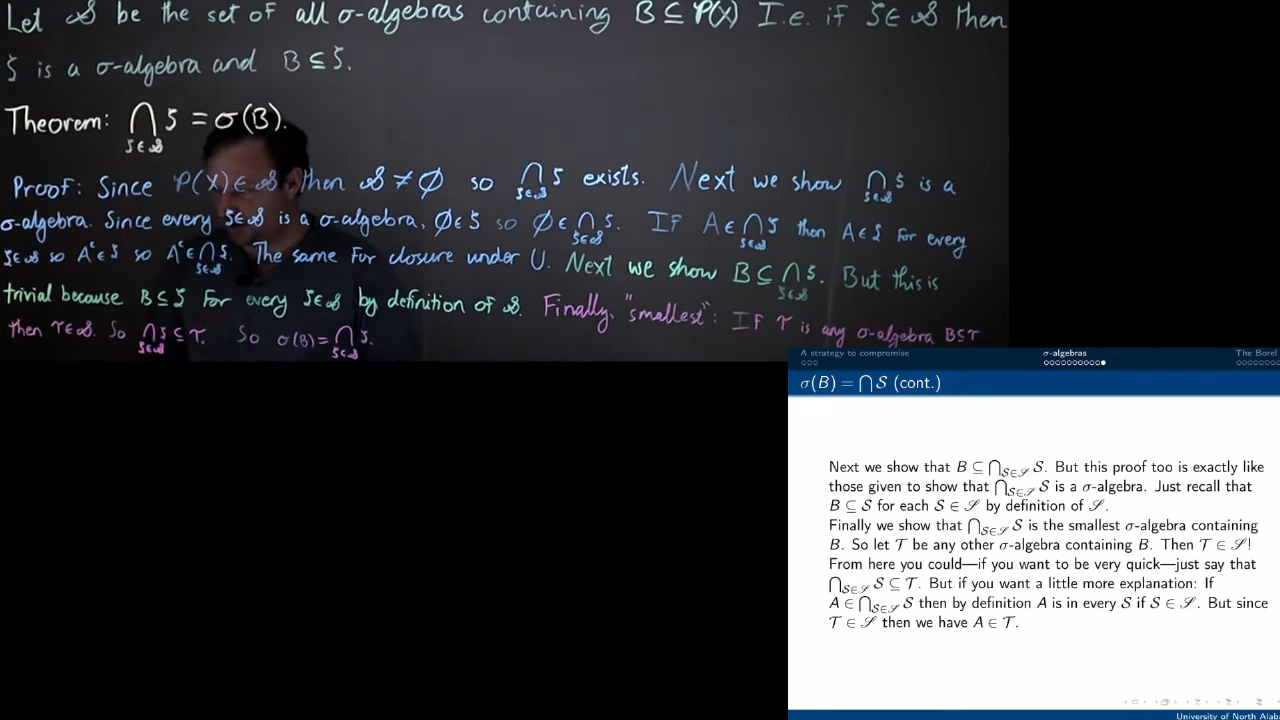 Let 𝒮 be the set of all σ-algebras containing B ⊆ P(X) I.e. if ζ ∈ 𝒮 then
ζ is a σ-algebra and B ⊆ ζ.
Theorem: ⋂_{ζ∈𝒮} ζ = σ(B).
Proof: Since P(X) ∈ 𝒮 then 𝒮 ≠ ∅ so ⋂_{ζ∈𝒮} ζ exists. Next we show ⋂_{ζ∈𝒮} ζ is a
σ-algebra. Since every ζ∈𝒮 is a σ-algebra, ∅ ∈ ζ so ∅ ∈ ⋂_{ζ∈𝒮} ζ. If A ∈ ⋂_{ζ∈𝒮} ζ then A ∈ ζ for every
ζ∈𝒮 so Aᶜ ∈ ζ so Aᶜ ∈ ⋂_{ζ∈𝒮} ζ. The same for closure under U. Next we show B ⊆ ⋂_{ζ∈𝒮} ζ. But this is
trivial because B ⊆ ζ for every ζ∈𝒮 by definition of 𝒮. Finally, "smallest": If τ is any σ-algebra B⊆τ
then τ∈𝒮. So ⋂_{ζ∈𝒮} ζ ⊆ τ. So σ(B) = ⋂_{ζ∈𝒮} ζ.
A strategy to compromise σ-algebras The Borel
σ(B) = ⋂ 𝒮 (cont.)
Next we show that B ⊆ ⋂_{𝒮∈𝒮} 𝒮. But this proof too is exactly like
those given to show that ⋂_{𝒮∈𝒮} 𝒮 is a σ-algebra. Just recall that
B ⊆ 𝒮 for each 𝒮 ∈ 𝒮 by definition of 𝒮.
Finally we show that ⋂_{𝒮∈𝒮} 𝒮 is the smallest σ-algebra containing
B. So let 𝒯 be any other σ-algebra containing B. Then 𝒯 ∈ 𝒮!
From here you could—if you want to be very quick—just say that
⋂_{𝒮∈𝒮} 𝒮 ⊆ 𝒯. But if you want a little more explanation: If
A ∈ ⋂_{𝒮∈𝒮} 𝒮 then by definition A is in every 𝒮 if 𝒮 ∈ 𝒮. But since
𝒯 ∈ 𝒮 then we have A ∈ 𝒯.
University of North Alab